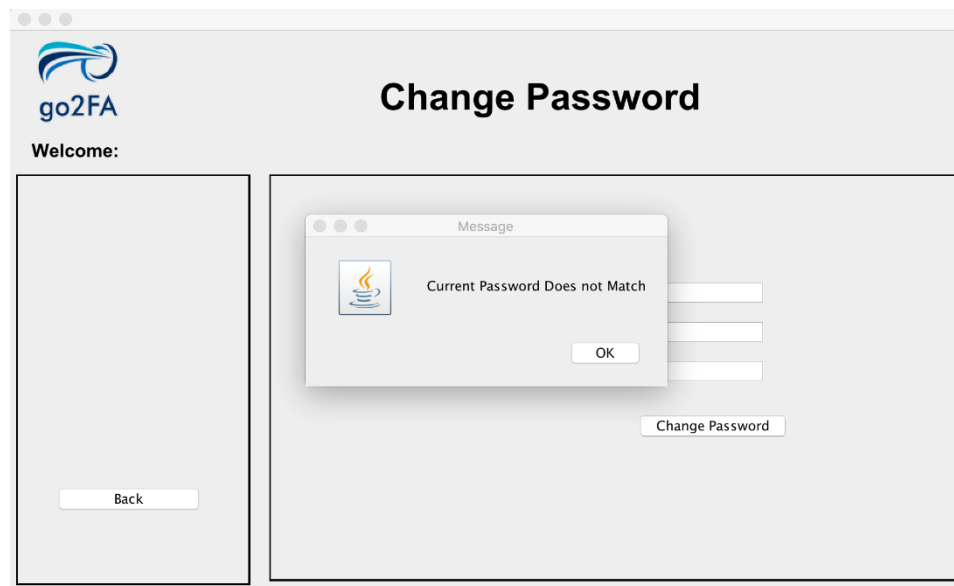 go2FA
Change Password
Welcome:
Message
Current Password Does not Match
OK
Change Password
Back